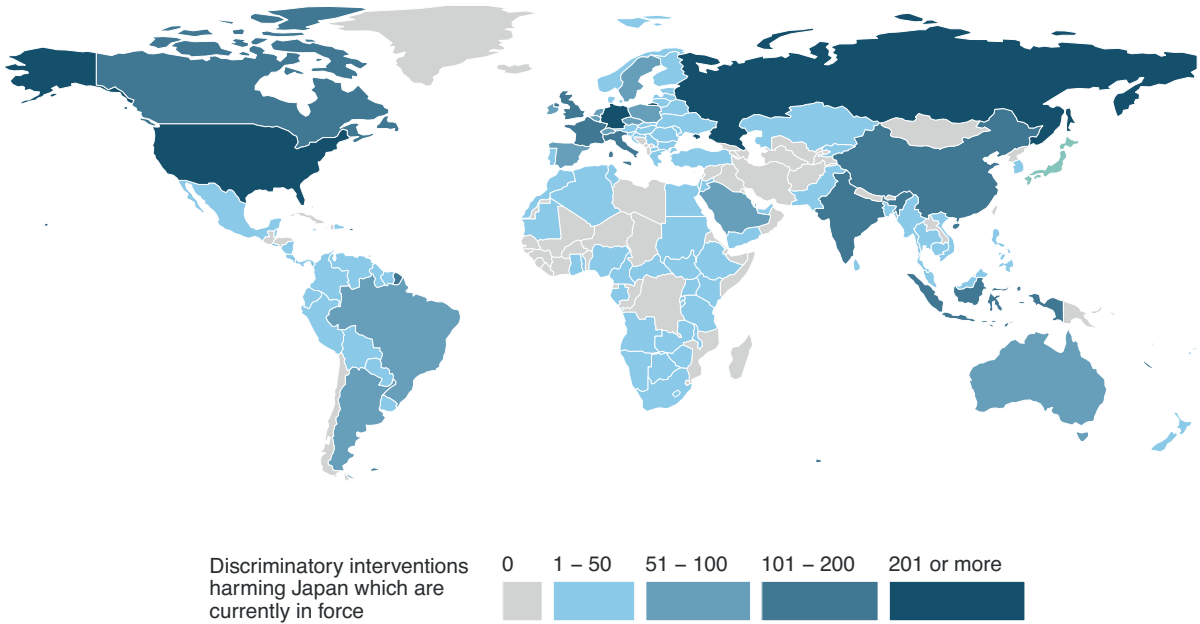 Discriminatory interventions
harming Japan which are
currently in force
0
1 – 50
51 – 100
101 – 200
201 or more